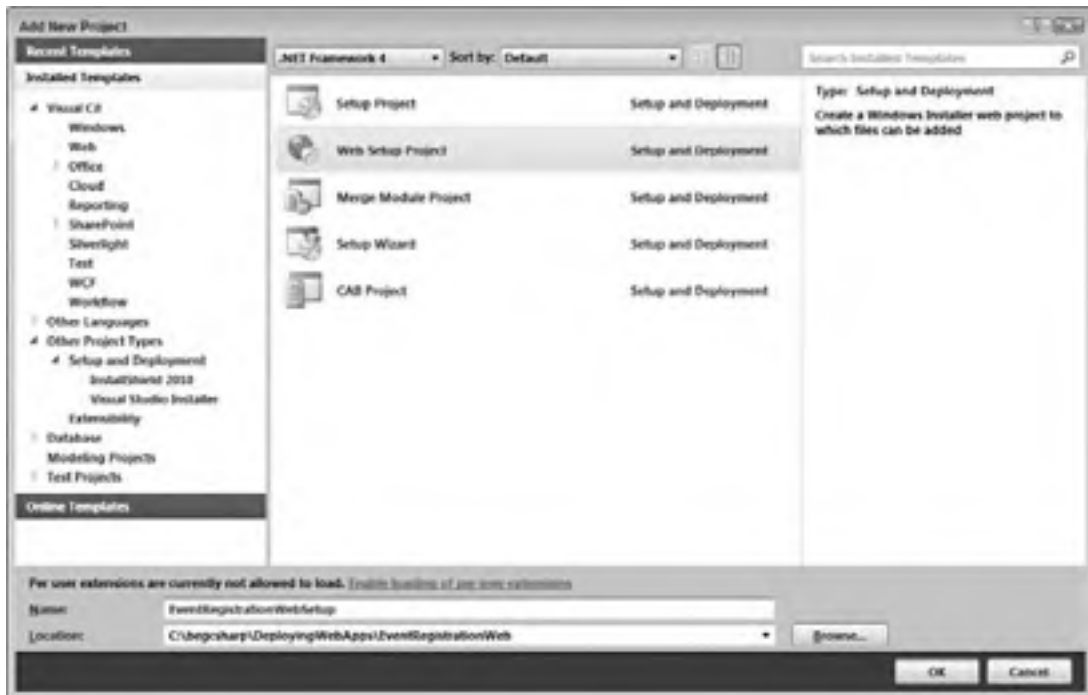 Add New Project
Recent Templates
Installed Templates
Visual C#
Windows
Web
Office
Cloud
Reporting
SharePoint
Silverlight
Test
WCF
Workflow
Other Languages
Other Project Types
Setup and Deployment
InstallShield 2010
Visual Studio Installer
Extensibility
Database
Modeling Projects
Test Projects
Online Templates
.NET Framework 4
Sort by: Default
Setup Project Setup and Deployment
Web Setup Project Setup and Deployment
Merge Module Project Setup and Deployment
Setup Wizard Setup and Deployment
CAB Project Setup and Deployment
Search Installed Templates
Type: Setup and Deployment
Create a Windows Installer web project to
which files can be added
Per user extensions are currently not allowed to load. Enable loading of per user extensions
Name: EventRegistrationWebSetup
Location: C:\begcsharp\DeployingWebApps\EventRegistrationWeb
Browse...
OK Cancel